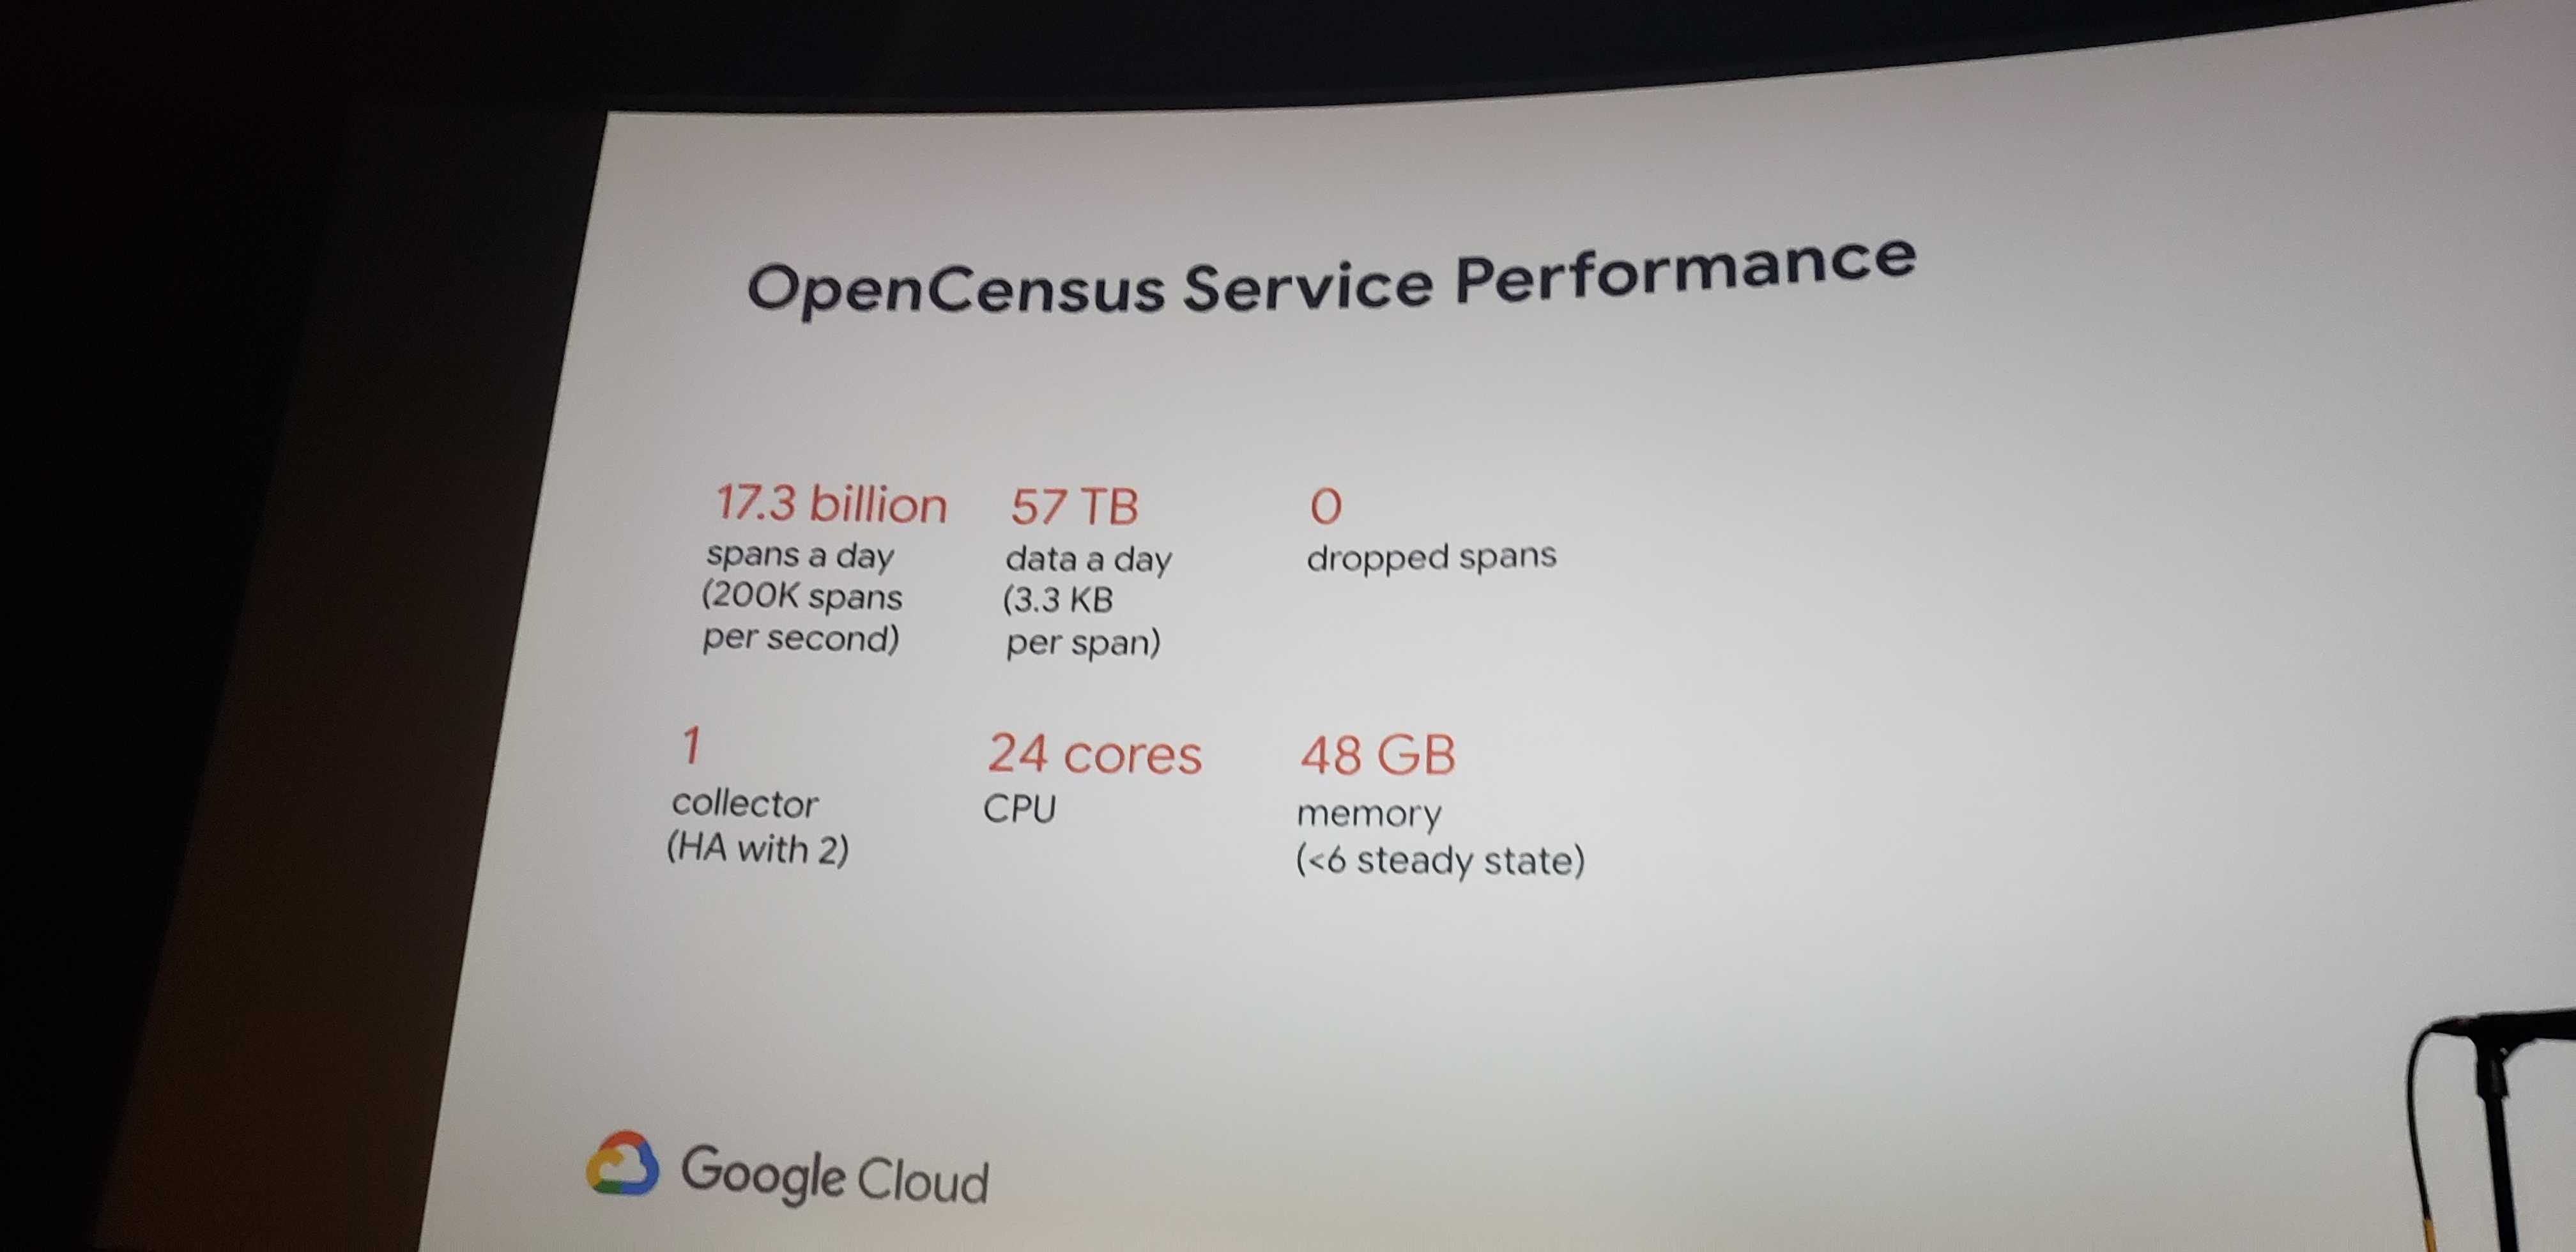 OpenCensus Service Performance
17.3 billion
spans a day
(200K spans
per second)
57 TB
data a day
(3.3 KB
per span)
0
dropped spans
1
collector
(HA with 2)
24 cores
CPU
48 GB
memory
(<6 steady state)
Google Cloud